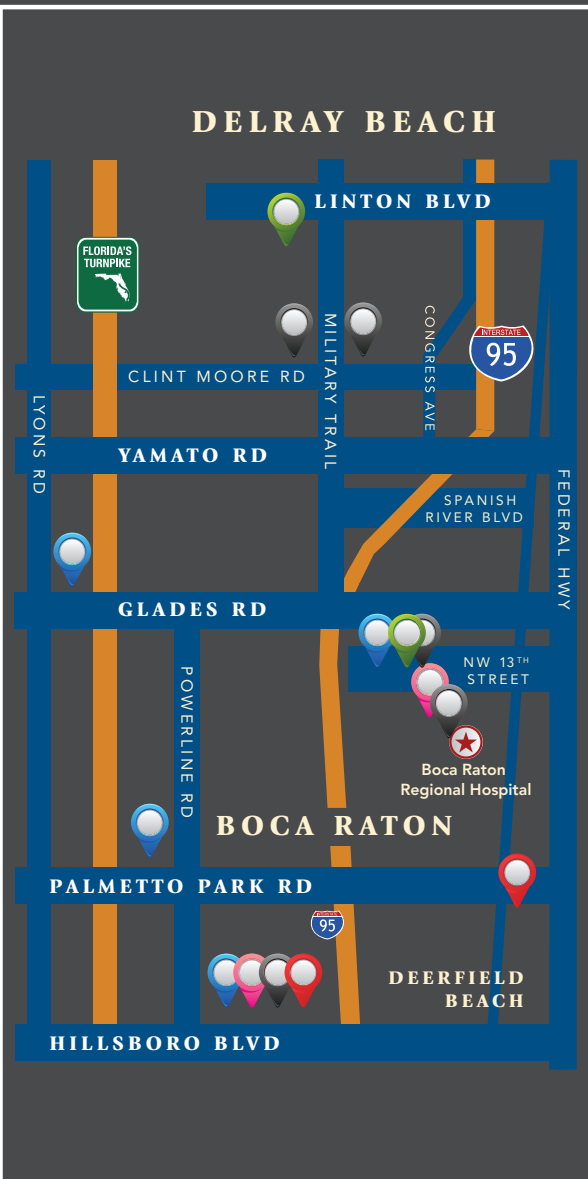 DELRAY BEACH
LINTON BLVD
FLORIDA'S
TURNPIKE
MILITARY TRAIL
CONGRESS AVE
INTERSTATE
95
CLINT MOORE RD
LYONS RD
YAMATO RD
SPANISH
RIVER BLVD
FEDERAL HWY
GLADES RD
NW 13TH
STREET
POWERLINE RD
Boca Raton
Regional Hospital
BOCA RATON
PALMETTO PARK RD
95
DEERFIELD
BEACH
HILLSBORO BLVD